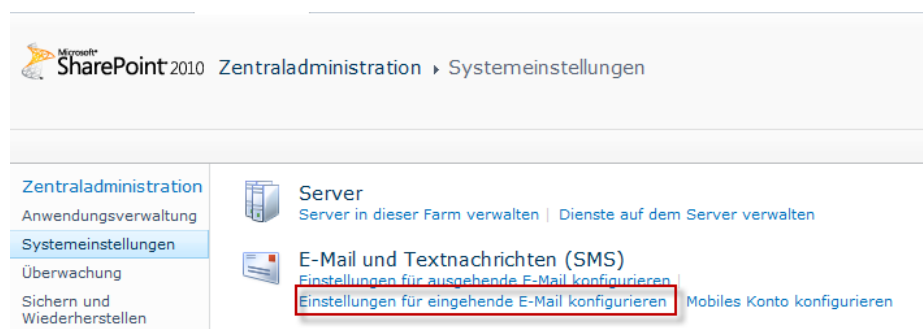 Microsoft®
SharePoint 2010 Zentraladministration ▸ Systemeinstellungen
Zentraladministration
Anwendungsverwaltung
Systemeinstellungen
Überwachung
Sichern und
Wiederherstellen
Server
Server in dieser Farm verwalten | Dienste auf dem Server verwalten
E-Mail und Textnachrichten (SMS)
Einstellungen für ausgehende E-Mail konfigurieren |
Einstellungen für eingehende E-Mail konfigurieren | Mobiles Konto konfigurieren